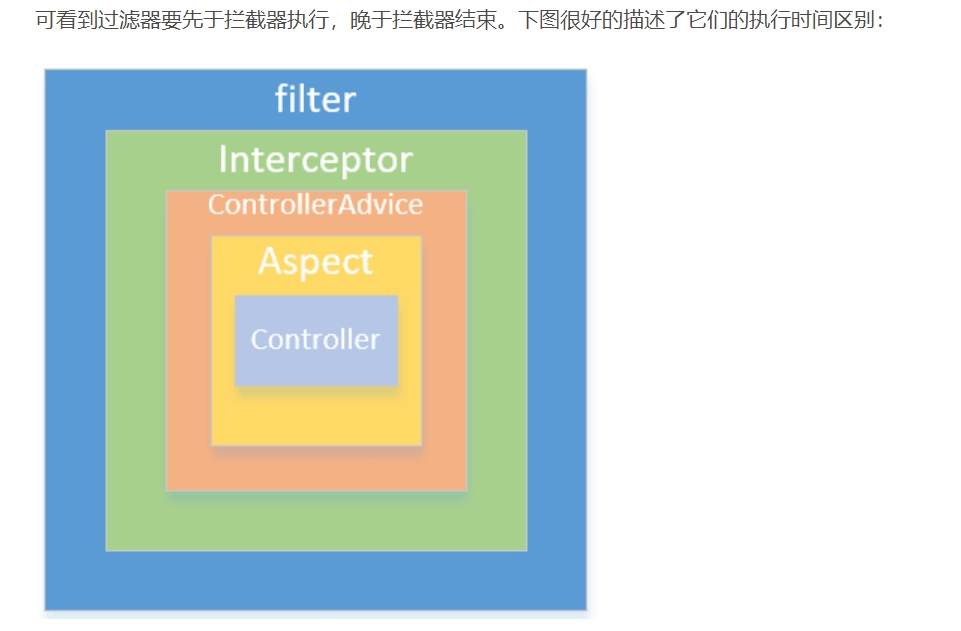 可看到过滤器要先于拦截器执行，晚于拦截器结束。下图很好的描述了它们的执行时间区别：
filter
Interceptor
ControllerAdvice
Aspect
Controller